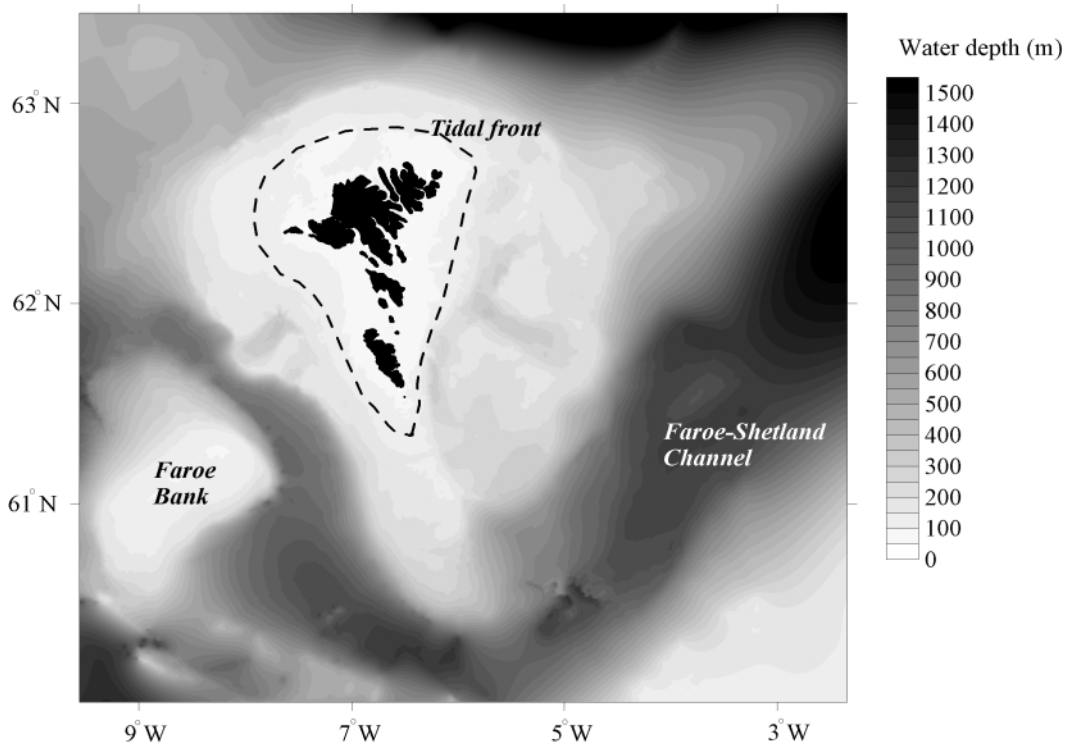 Water depth (m)
1500
1400
1300
1200
1100
1000
900
800
700
600
500
400
300
200
100
0
63°N
62°N
61°N
Tidal front
Faroe-Shetland
Channel
Faroe
Bank
9°W
7°W
5°W
3°W